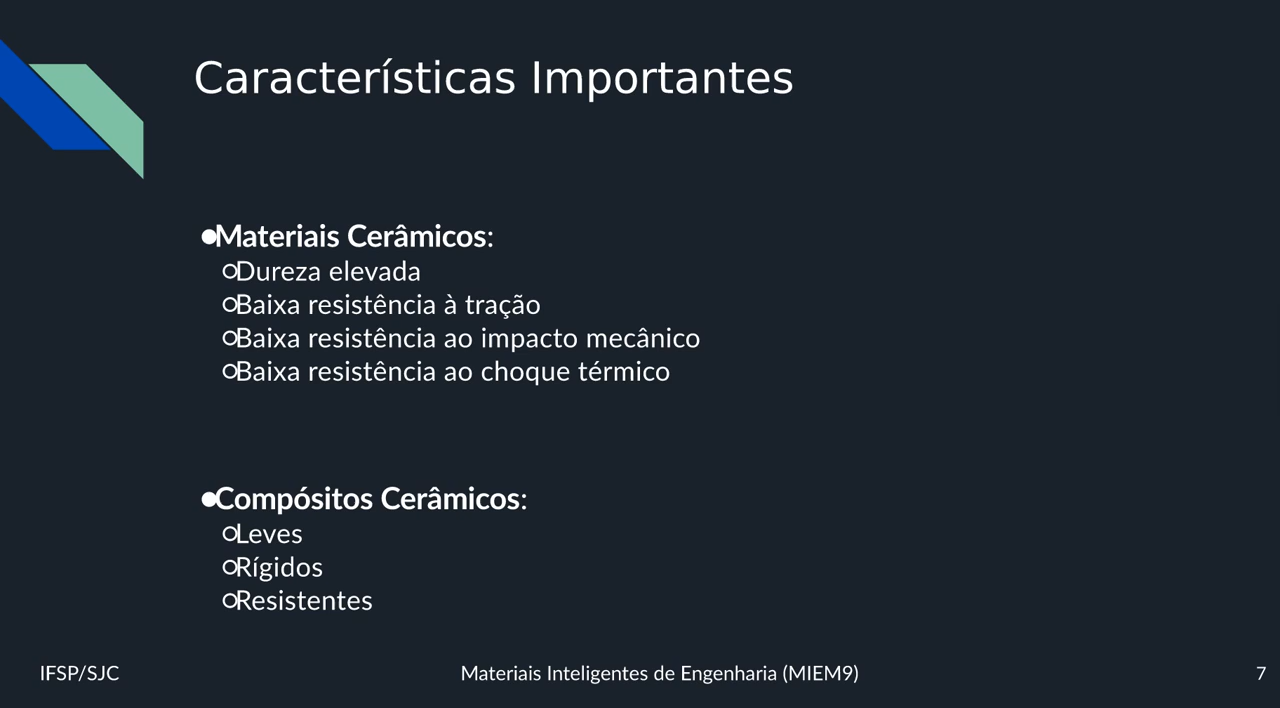 Características Importantes
●Materiais Cerâmicos:
○Dureza elevada
○Baixa resistência à tração
○Baixa resistência ao impacto mecânico
○Baixa resistência ao choque térmico
●Compósitos Cerâmicos:
○Leves
○Rígidos
○Resistentes
IFSP/SJC
Materiais Inteligentes de Engenharia (MIEM9)
7